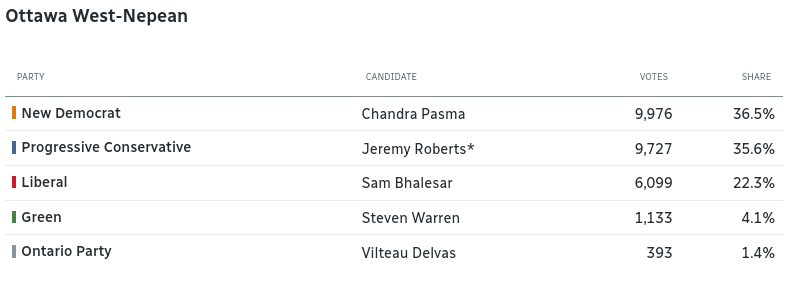 Ottawa West-Nepean
PARTY CANDIDATE VOTES SHARE
New Democrat Chandra Pasma 9,976 36.5%
Progressive Conservative Jeremy Roberts* 9,727 35.6%
Liberal Sam Bhalesar 6,099 22.3%
Green Steven Warren 1,133 4.1%
Ontario Party Vilteau Delvas 393 1.4%